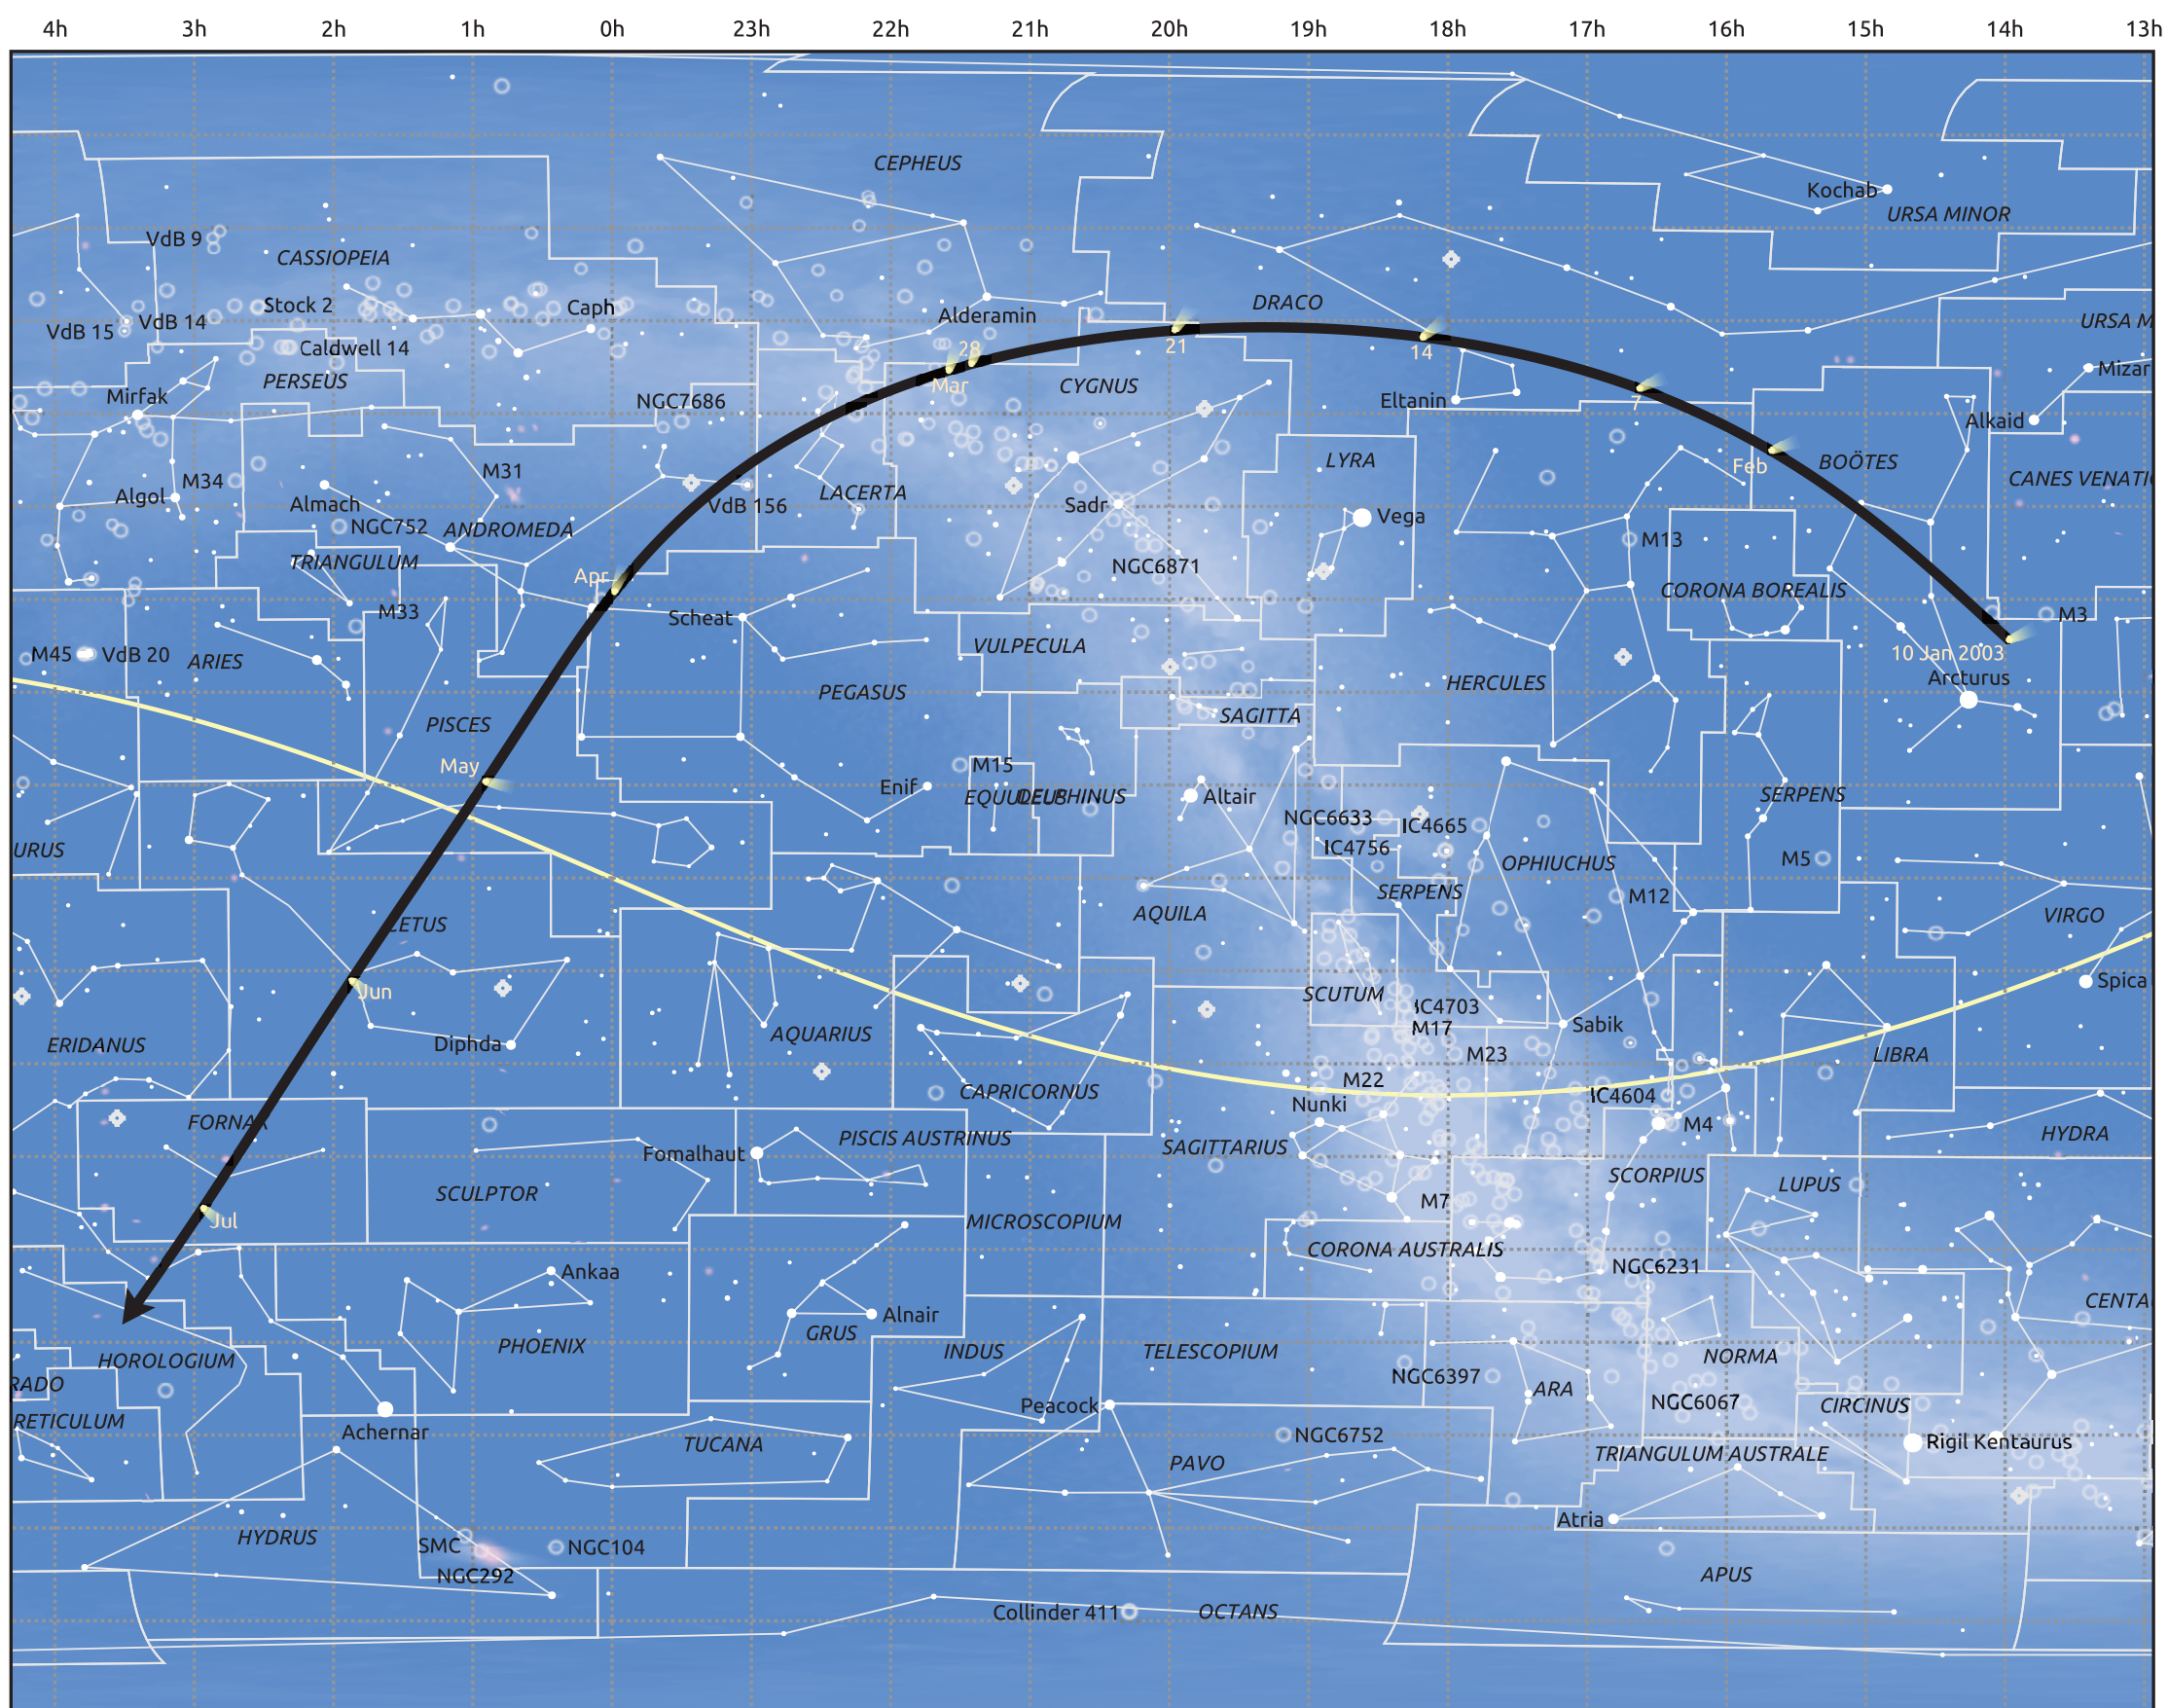 4h 3h 2h 1h 0h 23h 22h 21h 20h 19h 18h 17h 16h 15h 14h 13h
CEPHEUS
Kochab
URSA MINOR
VdB 9
CASSIOPEIA
Stock 2
Caph
Alderamin
DRACO
URSA M
VdB 15
VdB 14
Caldwell 14
28
21
14
Mizar
PERSEUS
Mar
CYGNUS
Mirfak
NGC7686
Eltanin
7
Alkaid
M31
LYRA
Feb
BOÖTES
M34
Algol
Almach
LACERTA
CANES VENATIC
VdB 156
Sadr
Vega
NGC752
ANDROMEDA
M13
TRIANGULUM
NGC6871
Apr
CORONA BOREALIS
M33
Scheat
M3
M45
VdB 20
ARIES
VULPECULA
10 Jan 2003
Arcturus
PEGASUS
HERCULES
PISCES
SAGITTA
May
M15
Enif
EQUULEUS
DELPHINUS
Altair
SERPENS
NGC6633
IC4665
URUS
IC4756
OPHIUCHUS
M5
SERPENS
M12
CETUS
AQUILA
VIRGO
Jun
SCUTUM
Spica
IC4703
M17
Sabik
ERIDANUS
Diphda
AQUARIUS
M23
LIBRA
M22
CAPRICORNUS
IC4604
Nunki
FORNAX
M4
PISCIS AUSTRINUS
SAGITTARIUS
HYDRA
Fomalhaut
SCORPIUS
SCULPTOR
M7
LUPUS
Jul
MICROSCOPIUM
CORONA AUSTRALIS
Ankaa
NGC6231
CENTA
Alnair
GRUS
PHOENIX
INDUS
TELESCOPIUM
NORMA
HOROLOGIUM
RADO
NGC6397
ARA
NGC6067
CIRCINUS
Peacock
RETICULUM
Achernar
TUCANA
NGC6752
Rigil Kentaurus
PAVO
TRIANGULUM AUSTRALE
Atria
HYDRUS
SMC
NGC104
NGC292
APUS
Collinder 411
OCTANS